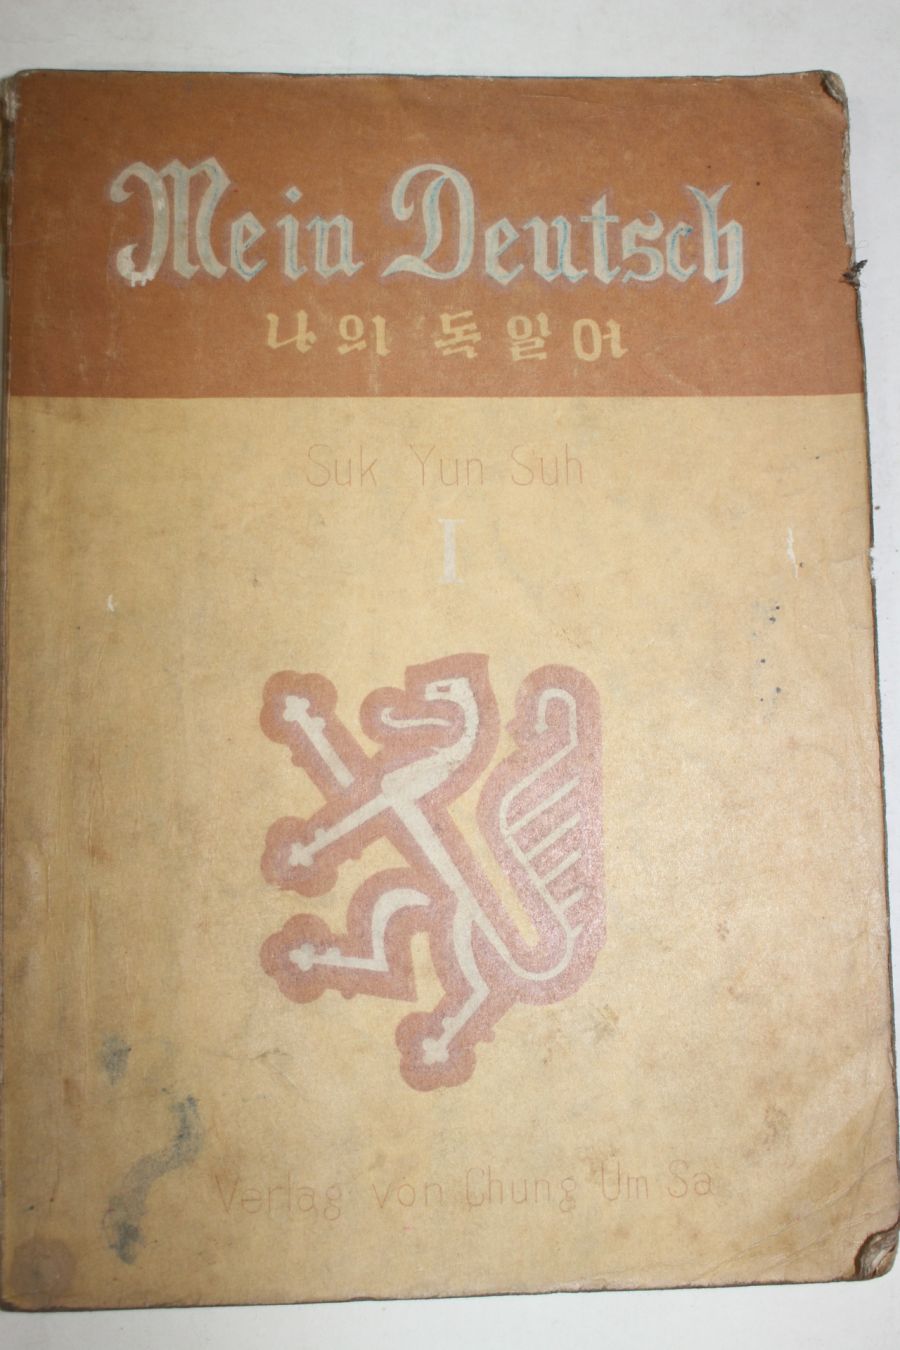 Mein Deutsch
나의 독일어
Suk Yun Suh
I
Verlag von Chung Um Sa